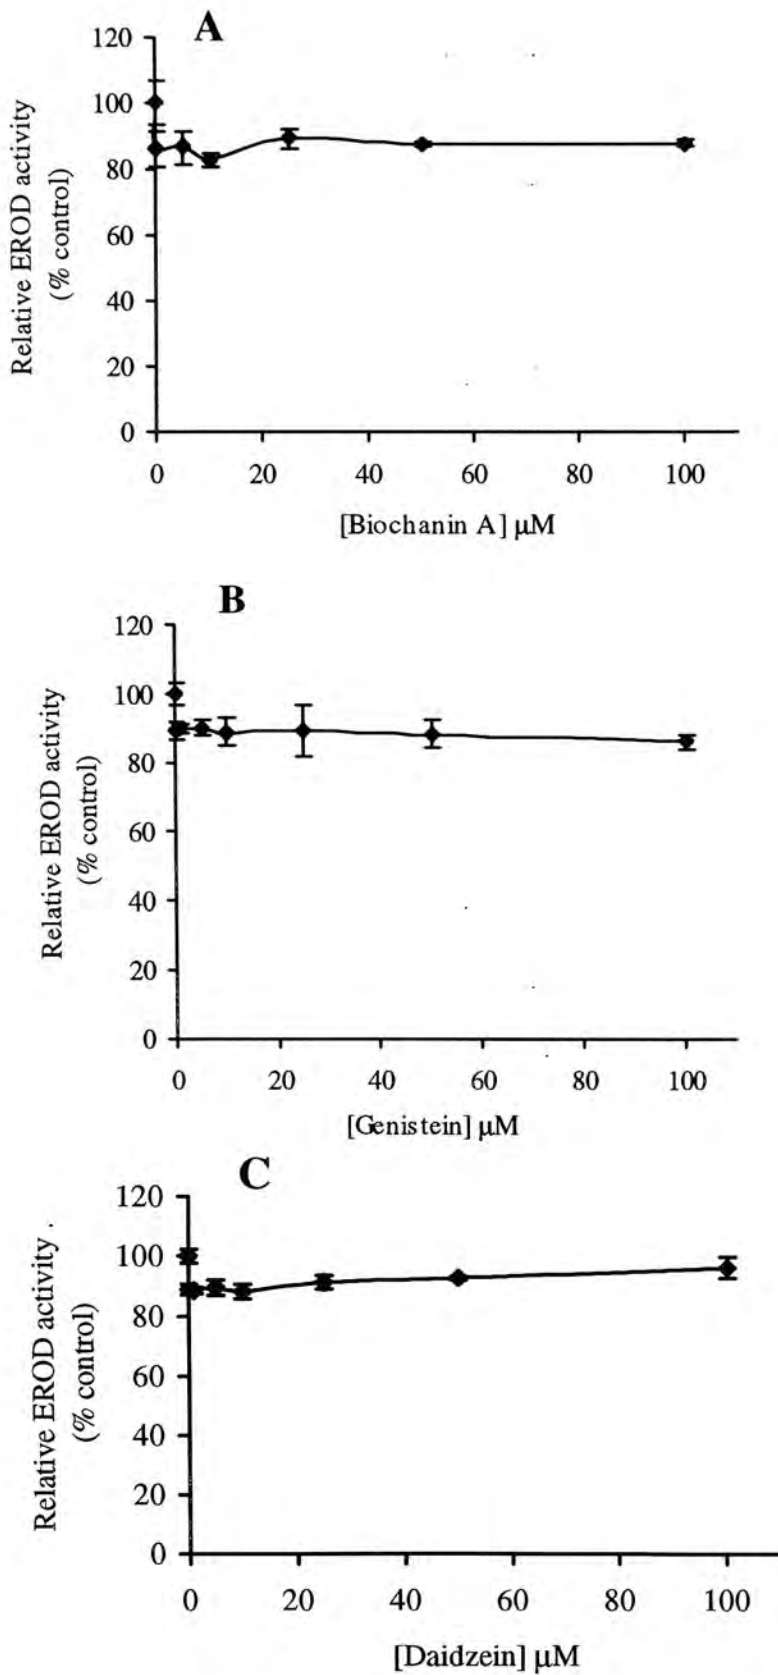 A
Relative EROD activity
(% control)
120
100
80
60
40
20
0
0 20 40 60 80 100
[Biochanin A] µM
B
Relative EROD activity
(% control)
120
100
80
60
40
20
0
0 20 40 60 80 100
[Genistein] µM
C
Relative EROD activity .
(% control)
120
100
80
60
40
20
0
0 20 40 60 80 100
[Daidzein] µM